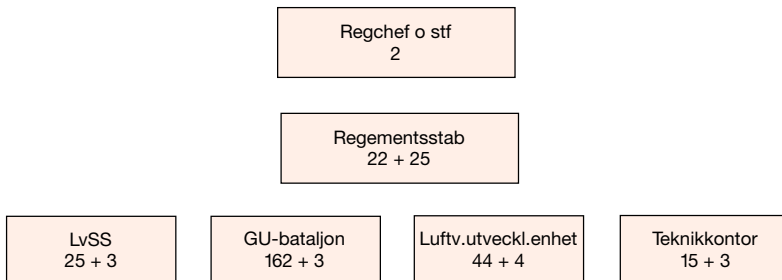 Regchef o stf
2
Regementsstab
22 + 25
LvSS
25 + 3
GU-bataljon
162 + 3
Luftv.utveckl.enhet
44 + 4
Teknikkontor
15 + 3